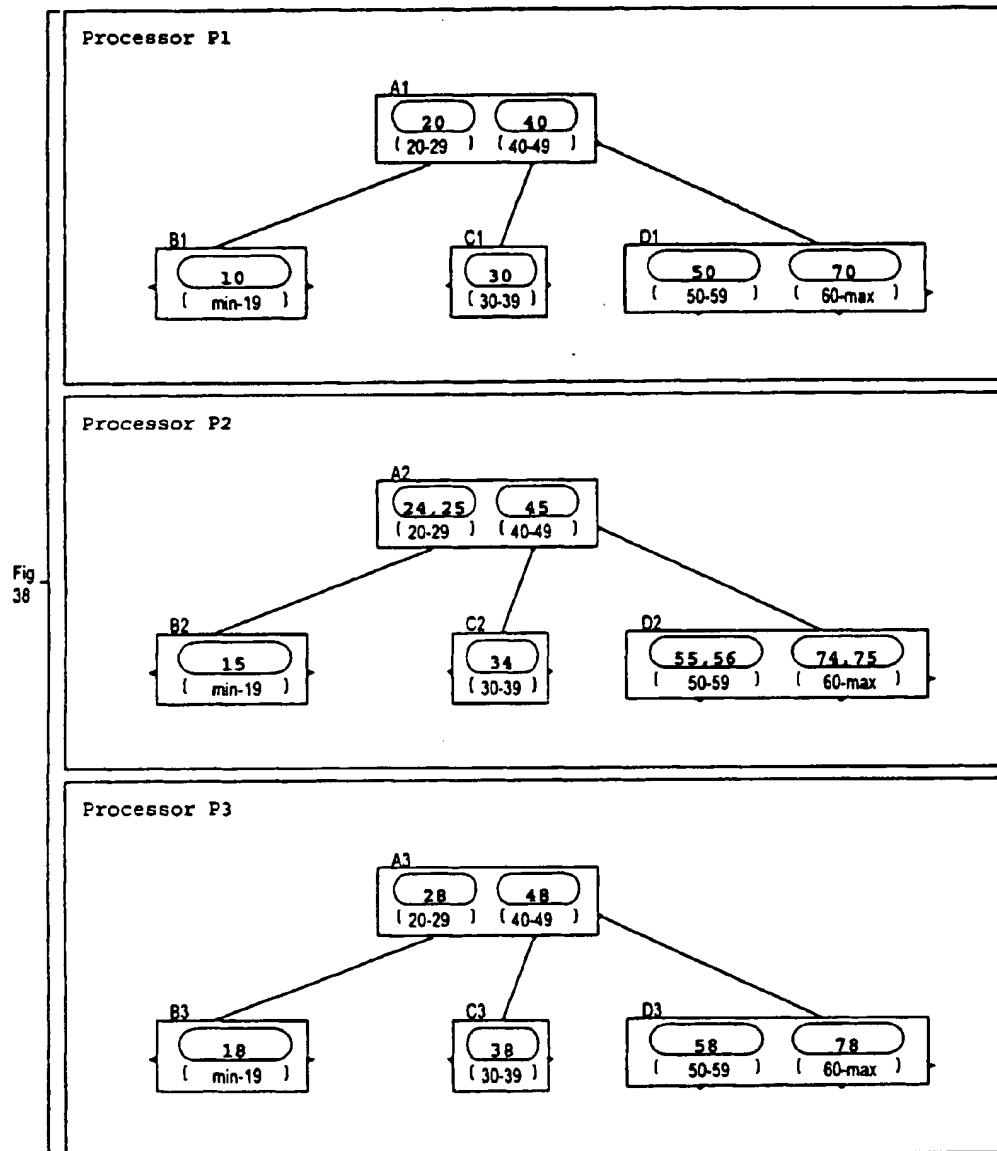 Processor P1
A1
20 40
( 20-29 ) ( 40-49 )
B1 C1 D1
10 30 50 70
( min-19 ) ( 30-39 ) ( 50-59 ) ( 60-max )
Processor P2
A2
24,25 45
( 20-29 ) ( 40-49 )
Fig
38
B2 C2 D2
15 34 55,56 74,75
( min-19 ) ( 30-39 ) ( 50-59 ) ( 60-max )
Processor P3
A3
28 48
( 20-29 ) ( 40-49 )
B3 C3 D3
18 38 58 78
( min-19 ) ( 30-39 ) ( 50-59 ) ( 60-max )